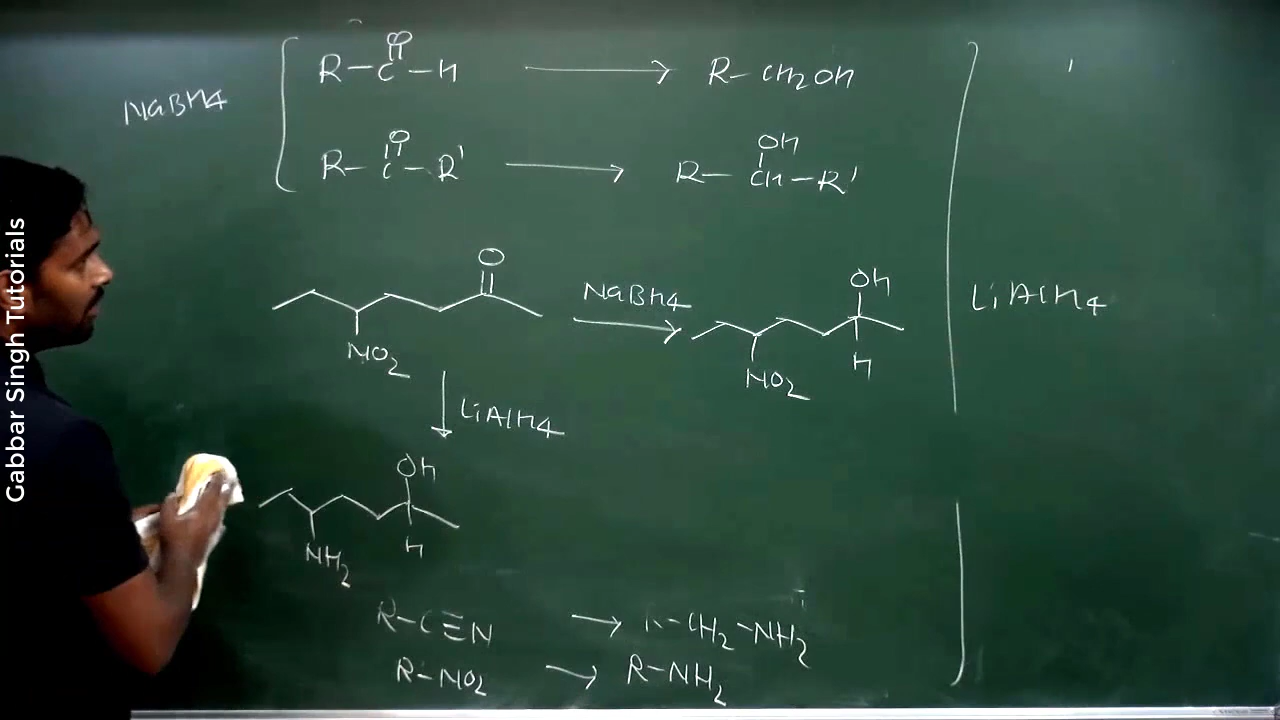 Gabbar Singh Tutorials
NaBH4
R-C-H
O
R-CH2OH
R-C-R'
O
R-CH-R'
OH
O
NO2
NaBH4
OH
H
NO2
LiAlH4
LiAlH4
OH
H
NH2
R-C≡N → R-CH2-NH2
R-NO2 → R-NH2